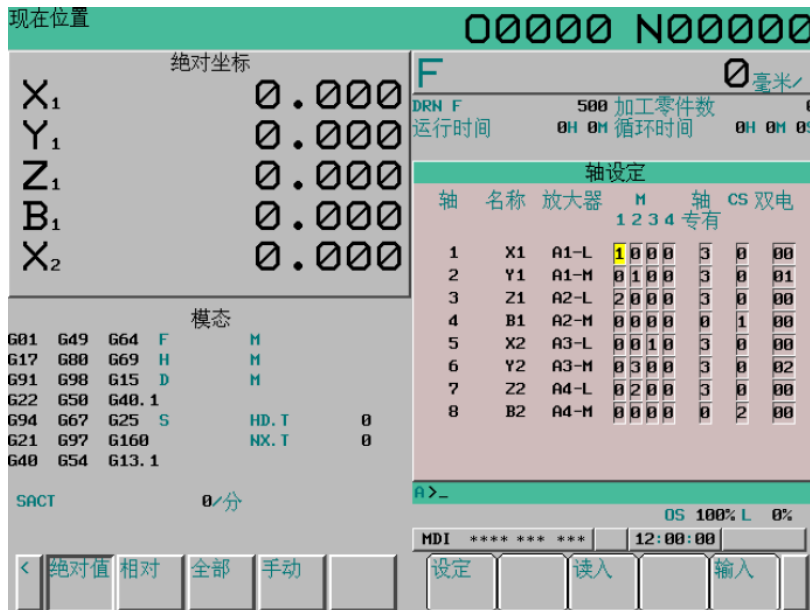 现在位置
O0000 N00000
绝对坐标
X1 0.000
Y1 0.000
Z1 0.000
B1 0.000
X2 0.000
F 0 毫米/
DRN F 500 加工零件数
运行时间 0H 0M 循环时间 0H 0M 0S
轴设定
轴 名称 放大器 M 轴 CS 双电
1 2 3 4 专有
1 X1 A1-L 1 0 0 0 3 0 00
2 Y1 A1-M 0 1 0 0 3 0 01
3 Z1 A2-L 2 0 0 0 3 0 00
4 B1 A2-M 0 0 0 0 0 1 00
5 X2 A3-L 0 0 1 0 3 0 00
6 Y2 A3-M 0 3 0 0 3 0 02
7 Z2 A4-L 0 2 0 0 3 0 00
8 B2 A4-M 0 0 0 0 0 2 00
模态
G01 G49 G64 F M
G17 G80 G69 H M
G91 G98 G15 D M
G22 G50 G40.1
G94 G67 G25 S HD.T 0
G21 G97 G160 NX.T 0
G40 G54 G13.1
SACT 0/分
A>_
OS 100% L 0%
MDI **** *** *** 12:00:00
< 绝对值 相对 全部 手动
设定 读入 输入